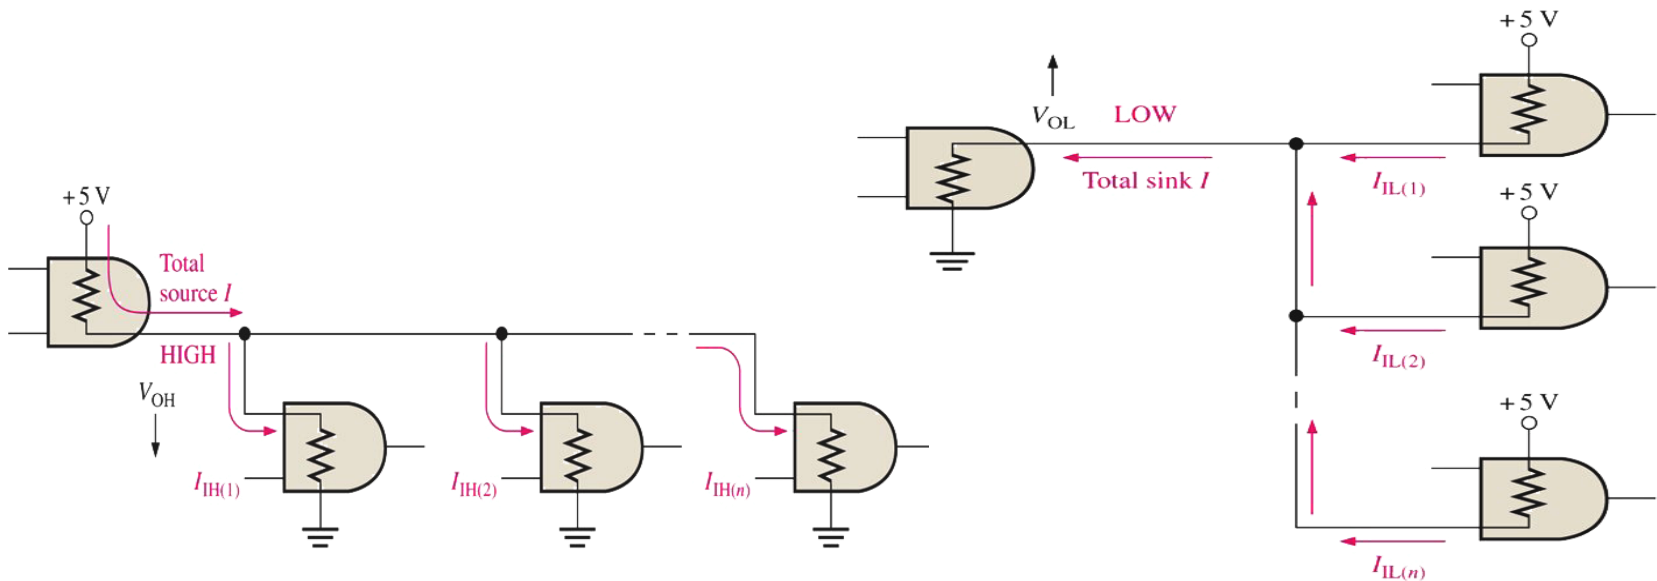 +5 V
Total
source I
HIGH
V_OH
I_IH(1)
I_IH(2)
I_IH(n)
V_OL
LOW
Total sink I
+5 V
I_IL(1)
+5 V
I_IL(2)
+5 V
I_IL(n)